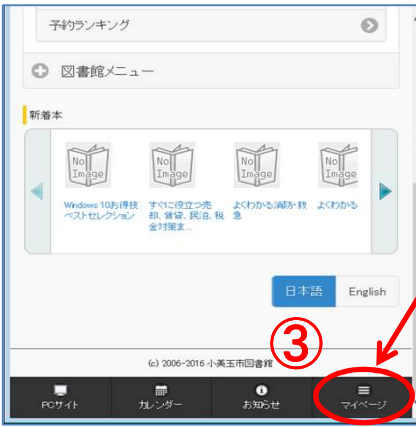 予約ランキング
図書館メニュー
新着本
No Image
No Image
No Image
No Image
Windows 10お得技ベストセレクション
すぐに役立つ売却、賃貸、民泊、税金対策ま...
よくわかる消防・救急
よくわかる
日本語 English
③
(c) 2006-2016 小美玉市図書館
PCサイト カレンダー お知らせ マイページ